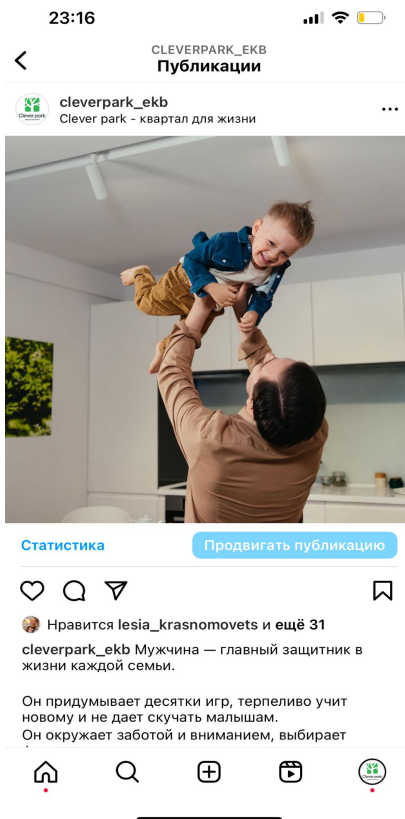 23:16
CLEVERPARK_EKB
Публикации
cleverpark_ekb
Clever park - квартал для жизни
Clever park
Статистика
Продвигать публикацию
Нравится lesia_krasnomovets и ещё 31
cleverpark_ekb Мужчина — главный защитник в
жизни каждой семьи.
Он придумывает десятки игр, терпеливо учит
новому и не дает скучать малышам.
Он окружает заботой и вниманием, выбирает